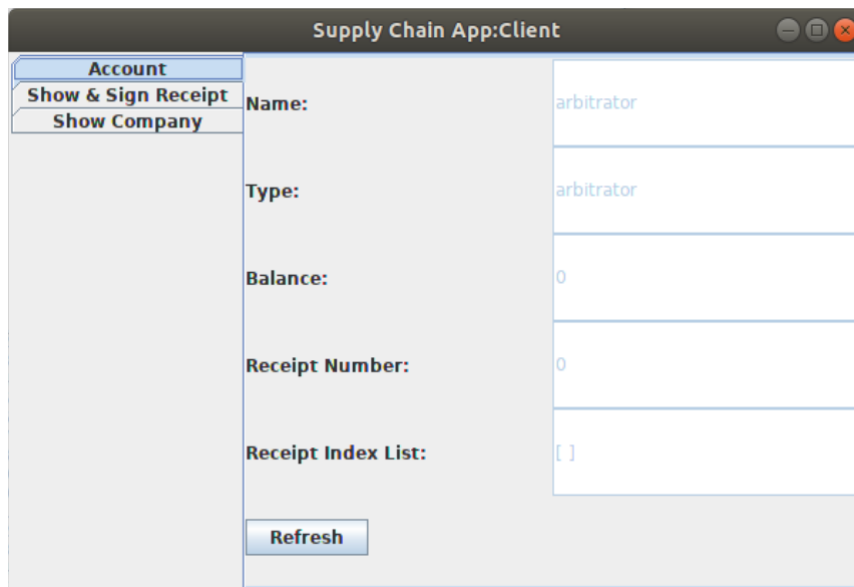 Supply Chain App:Client
Account
Show & Sign Receipt
Show Company
Name: arbitrator
Type: arbitrator
Balance: 0
Receipt Number: 0
Receipt Index List: [ ]
Refresh